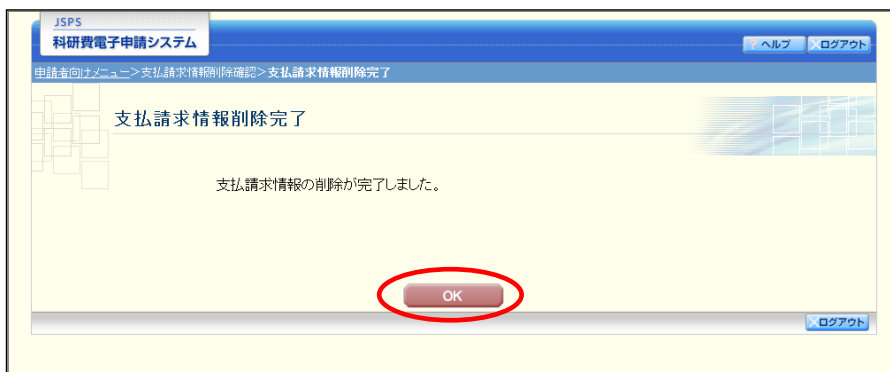 JSPS
科研費電子申請システム
? ヘルプ
×ログアウト
申請者向けメニュー>支払請求情報削除確認>支払請求情報削除完了
支払請求情報削除完了
支払請求情報の削除が完了しました。
OK
×ログアウト